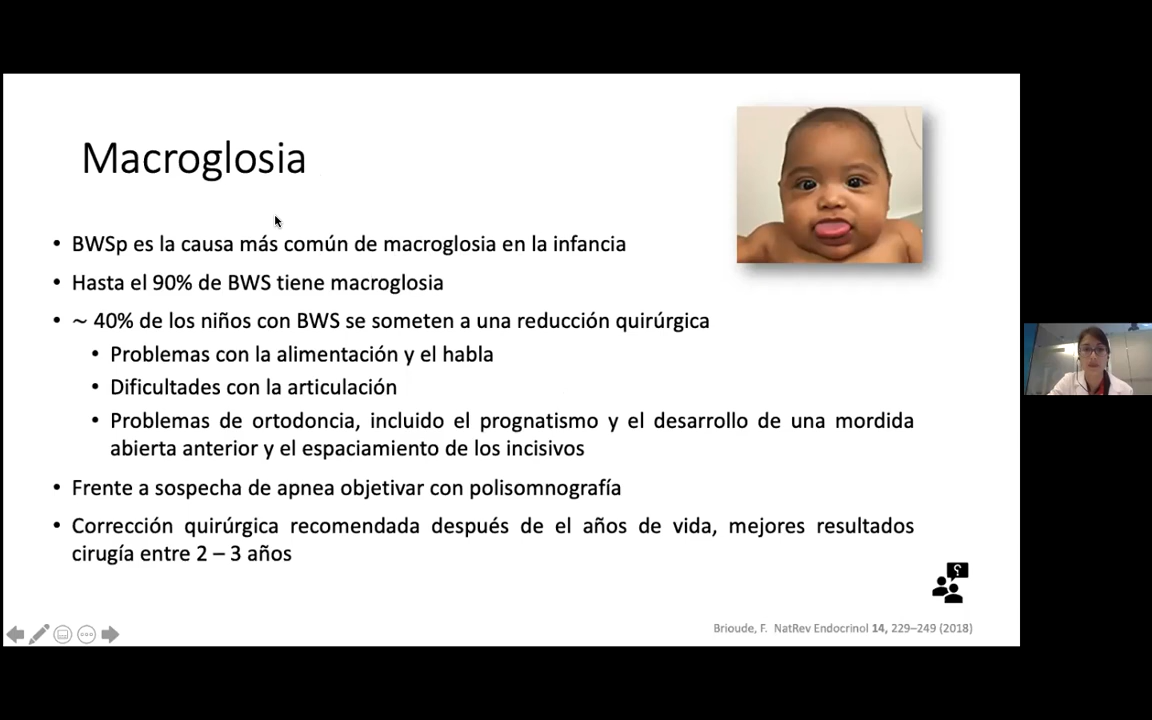 Macroglosia
• BWSp es la causa más común de macroglosia en la infancia
• Hasta el 90% de BWS tiene macroglosia
• ~ 40% de los niños con BWS se someten a una reducción quirúrgica
• Problemas con la alimentación y el habla
• Dificultades con la articulación
• Problemas de ortodoncia, incluido el prognatismo y el desarrollo de una mordida
abierta anterior y el espaciamiento de los incisivos
• Frente a sospecha de apnea objetivar con polisomnografía
• Corrección quirúrgica recomendada después de el años de vida, mejores resultados
cirugía entre 2 – 3 años
Brioude, F. NatRev Endocrinol 14, 229–249 (2018)